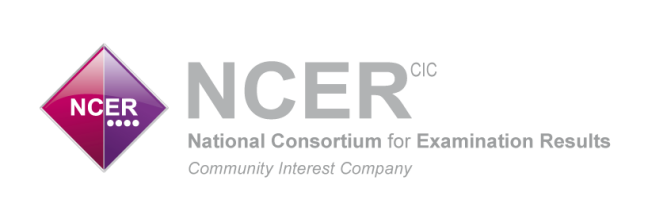 NCER
NCER CIC
National Consortium for Examination Results
Community Interest Company